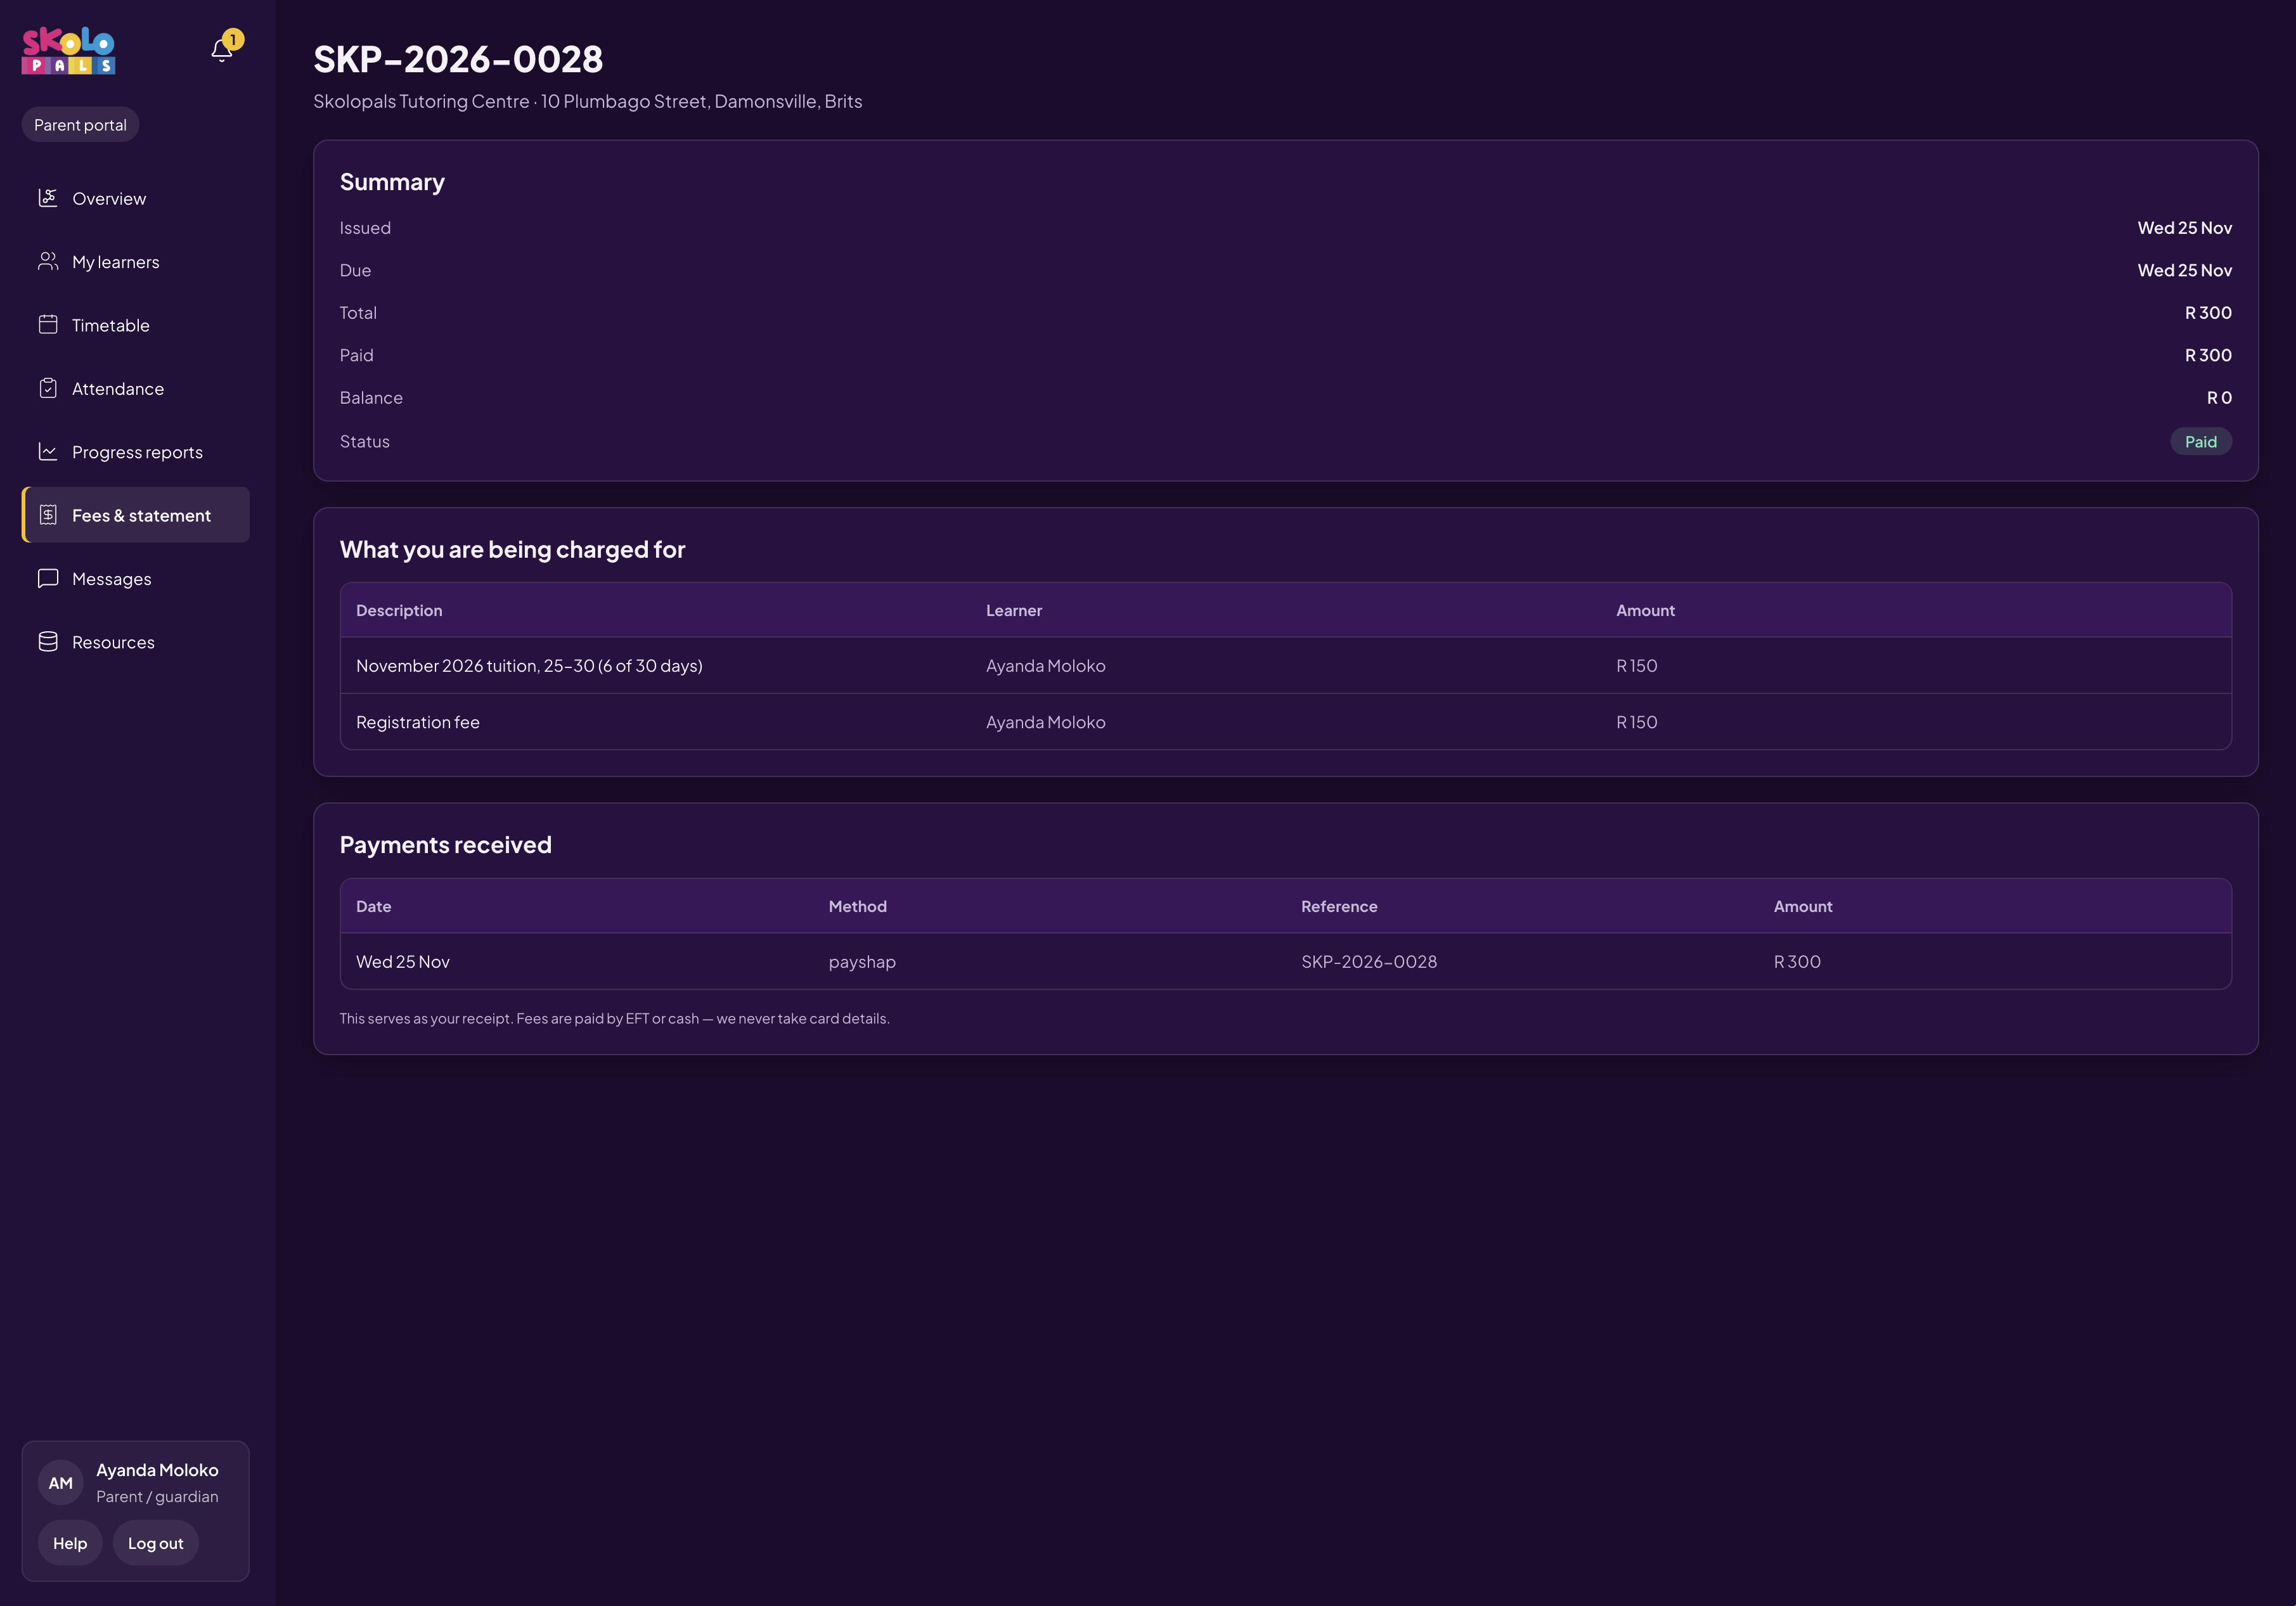 SKOLO
PALS
1
Parent portal
Overview
My learners
Timetable
Attendance
Progress reports
Fees & statement
Messages
Resources
AM
Ayanda Moloko
Parent / guardian
Help
Log out
SKP-2026-0028
Skolopals Tutoring Centre · 10 Plumbago Street, Damonsville, Brits
Summary
Issued Wed 25 Nov
Due Wed 25 Nov
Total R 300
Paid R 300
Balance R 0
Status Paid
What you are being charged for
Description Learner Amount
November 2026 tuition, 25–30 (6 of 30 days) Ayanda Moloko R 150
Registration fee Ayanda Moloko R 150
Payments received
Date Method Reference Amount
Wed 25 Nov payshap SKP-2026-0028 R 300
This serves as your receipt. Fees are paid by EFT or cash — we never take card details.